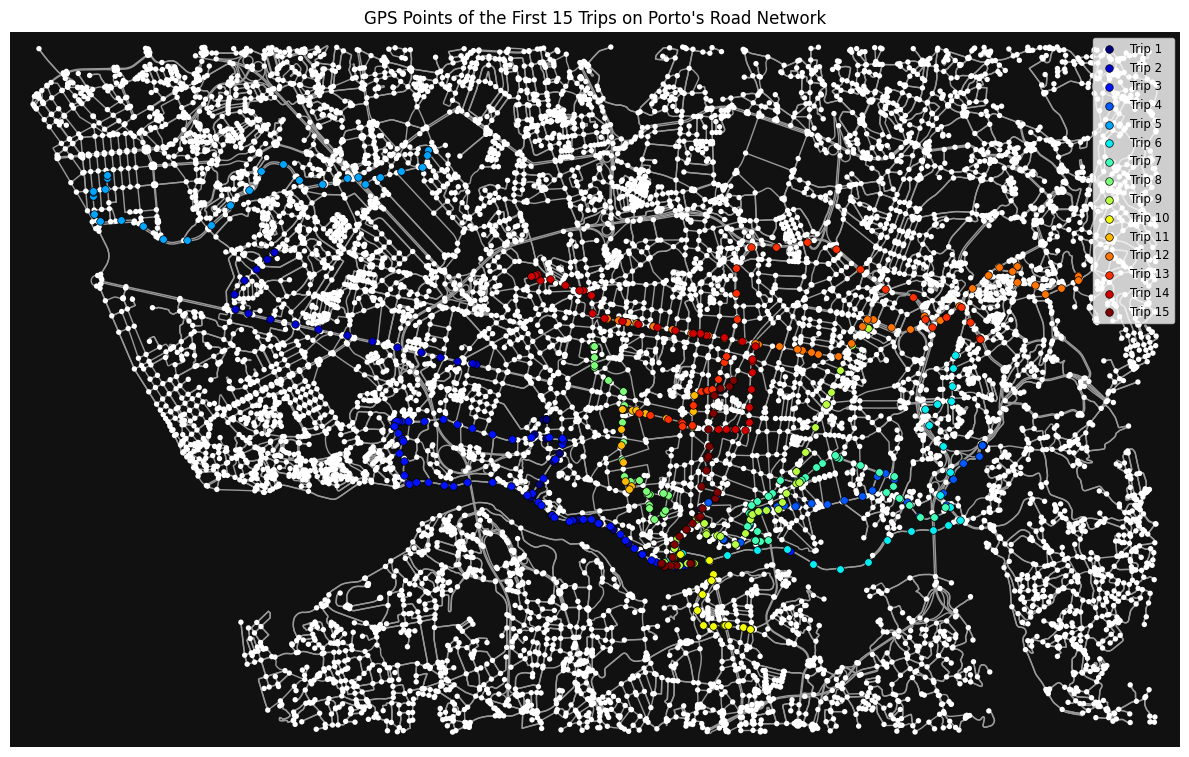 GPS Points of the First 15 Trips on Porto's Road Network
Trip 1
Trip 2
Trip 3
Trip 4
Trip 5
Trip 6
Trip 7
Trip 8
Trip 9
Trip 10
Trip 11
Trip 12
Trip 13
Trip 14
Trip 15